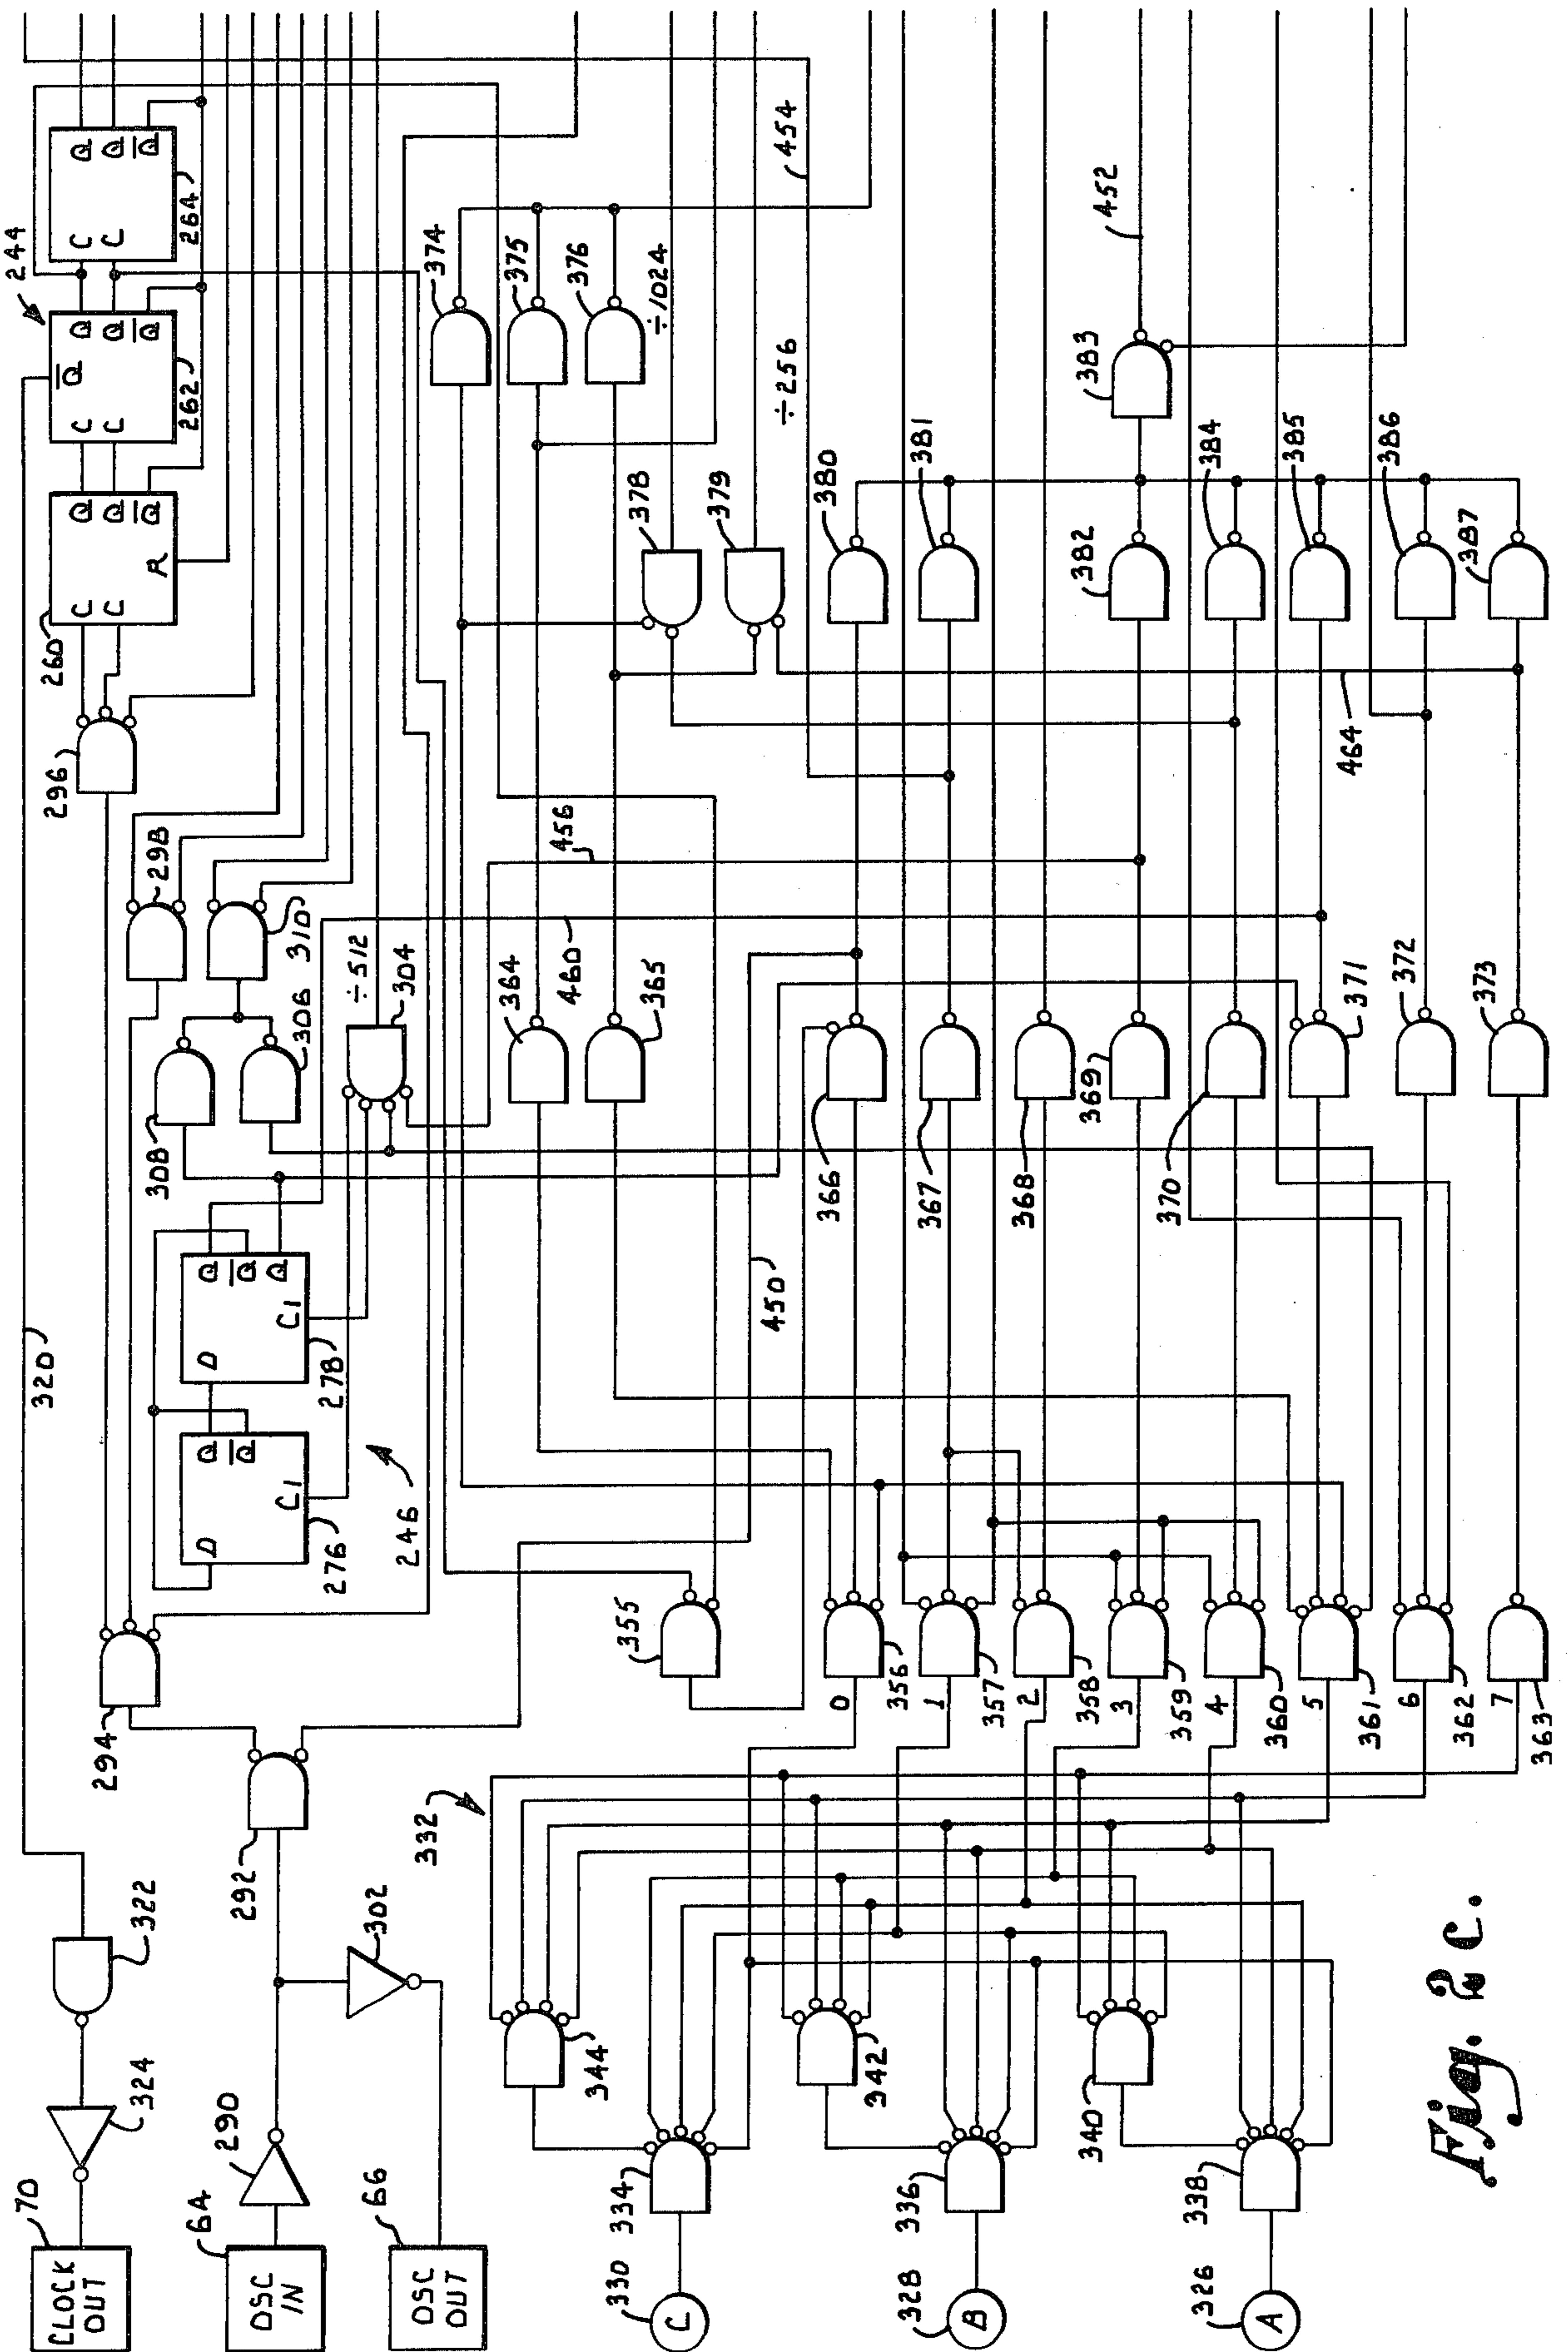 244
264
Q
Q
Q̅
C
C
262
Q̅
Q
Q
Q̅
C
C
260
Q
Q
Q̅
R
C
C
296
298
310
306
308
÷512
304
320
278
D
Q
Q̅
Q
C1
276
D
Q
Q̅
C1
246
294
292
322
324
70
CLOCK
OUT
290
64
OSC
IN
302
66
OSC
OUT
454
374
375
376
÷1024
÷256
378
379
452
383
380
381
382
384
385
386
387
456
464
460
364
365
366
367
368
369
370
371
372
373
450
355
0
356
1
357
2
358
3
359
4
360
5
361
6
362
7
363
332
344
342
340
334
336
338
330
C
328
B
326
A
Fig. 2c.